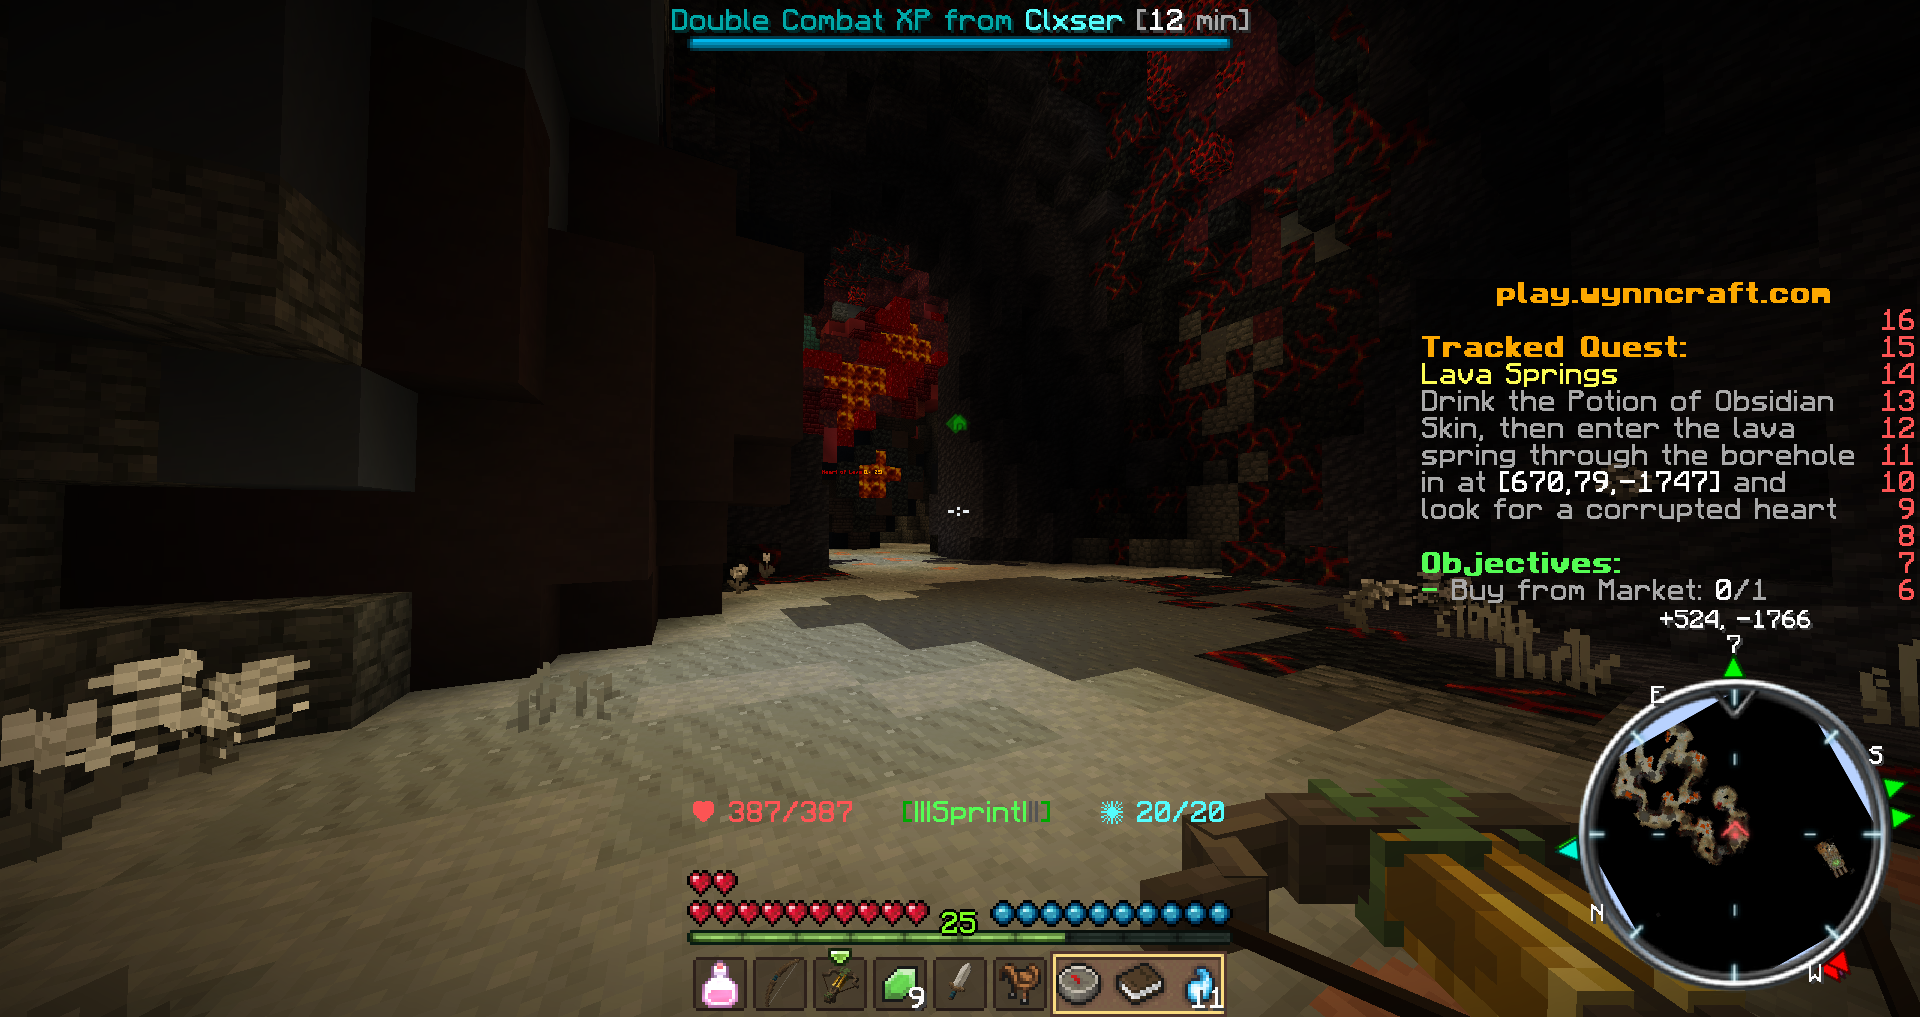 Double Combat XP from Clxser [12 min]
play.wynncraft.com
16
Tracked Quest: 15
Lava Springs 14
Drink the Potion of Obsidian 13
Skin, then enter the lava 12
spring through the borehole 11
in at [670,79,-1747] and 10
look for a corrupted heart 9
8
Objectives: 7
- Buy from Market: 0/1 6
+524, -1766
7
E
S
N
W
387/387 [|||Sprint|||] 20/20
25
9
11